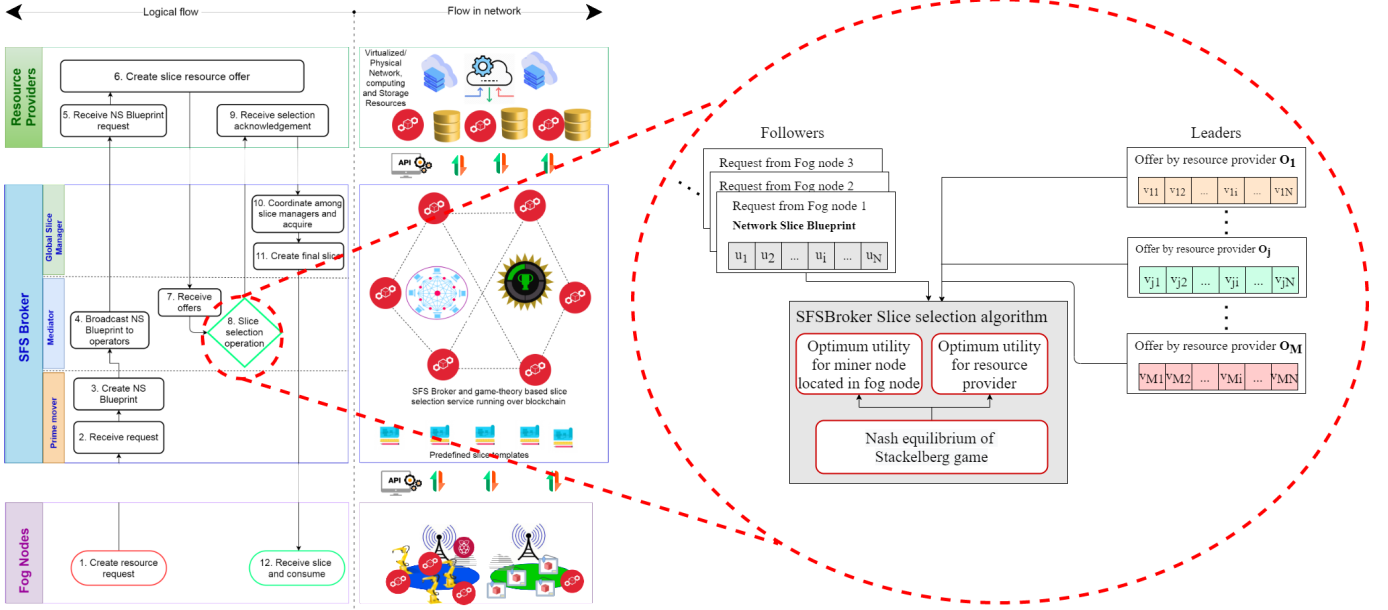 Logical flow
Flow in network
Resource
Providers
6. Create slice resource offer
5. Receive NS Blueprint
request
9. Receive selection
acknowledgement
Virtualized/
Physical
Network,
computing
and Storage
Resources
API
SFS Broker
Global Slice
Manager
Mediator
Prime mover
10. Coordinate among
slice managers and
acquire
11. Create final slice
7. Receive
offers
8. Slice
selection
operation
4. Broadcast NS
Blueprint to
operators
3. Create NS
Blueprint
2. Receive request
SFS Broker and game-theory based slice
selection service running over blockchain
Predefined slice templates
API
Fog Nodes
1. Create resource
request
12. Receive slice
and consume
Followers
Request from Fog node 3
Request from Fog node 2
Request from Fog node 1
Network Slice Blueprint
u1 u2 ... ui ... uN
Leaders
Offer by resource provider O1
v11 v12 ... v1i ... v1N
Offer by resource provider Oj
vj1 vj2 ... vji ... vjN
Offer by resource provider OM
vM1 vM2 ... vMi ... vMN
SFSBroker Slice selection algorithm
Optimum utility
for miner node
located in fog node
Optimum utility
for resource
provider
Nash equilibrium of
Stackelberg game